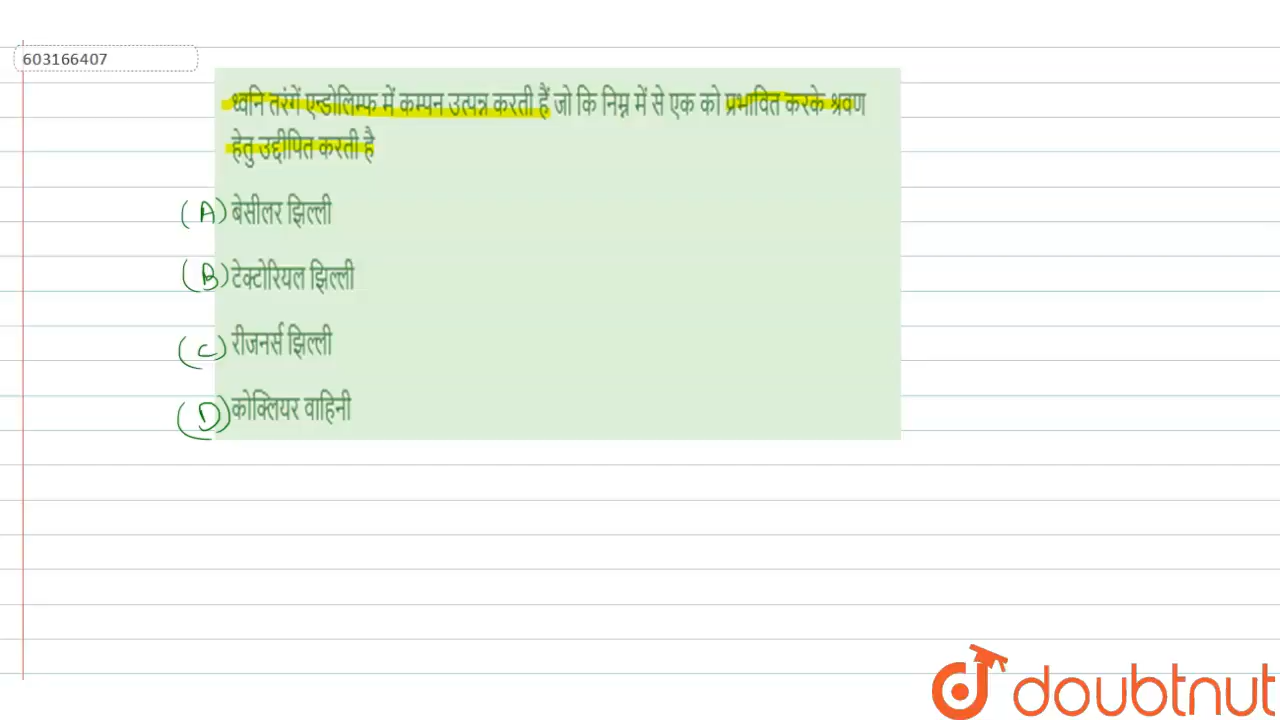 603166407
ध्वनि तरंगें एन्डोलिम्फ में कम्पन उत्पन्न करती हैं जो कि निम्न में से एक को प्रभावित करके श्रवण
हेतु उद्दीपित करती है
(A) बेसीलर झिल्ली
(B) टेक्टोरियल झिल्ली
(C) रीजनर्स झिल्ली
(D) कोक्लियर वाहिनी
doubtnut